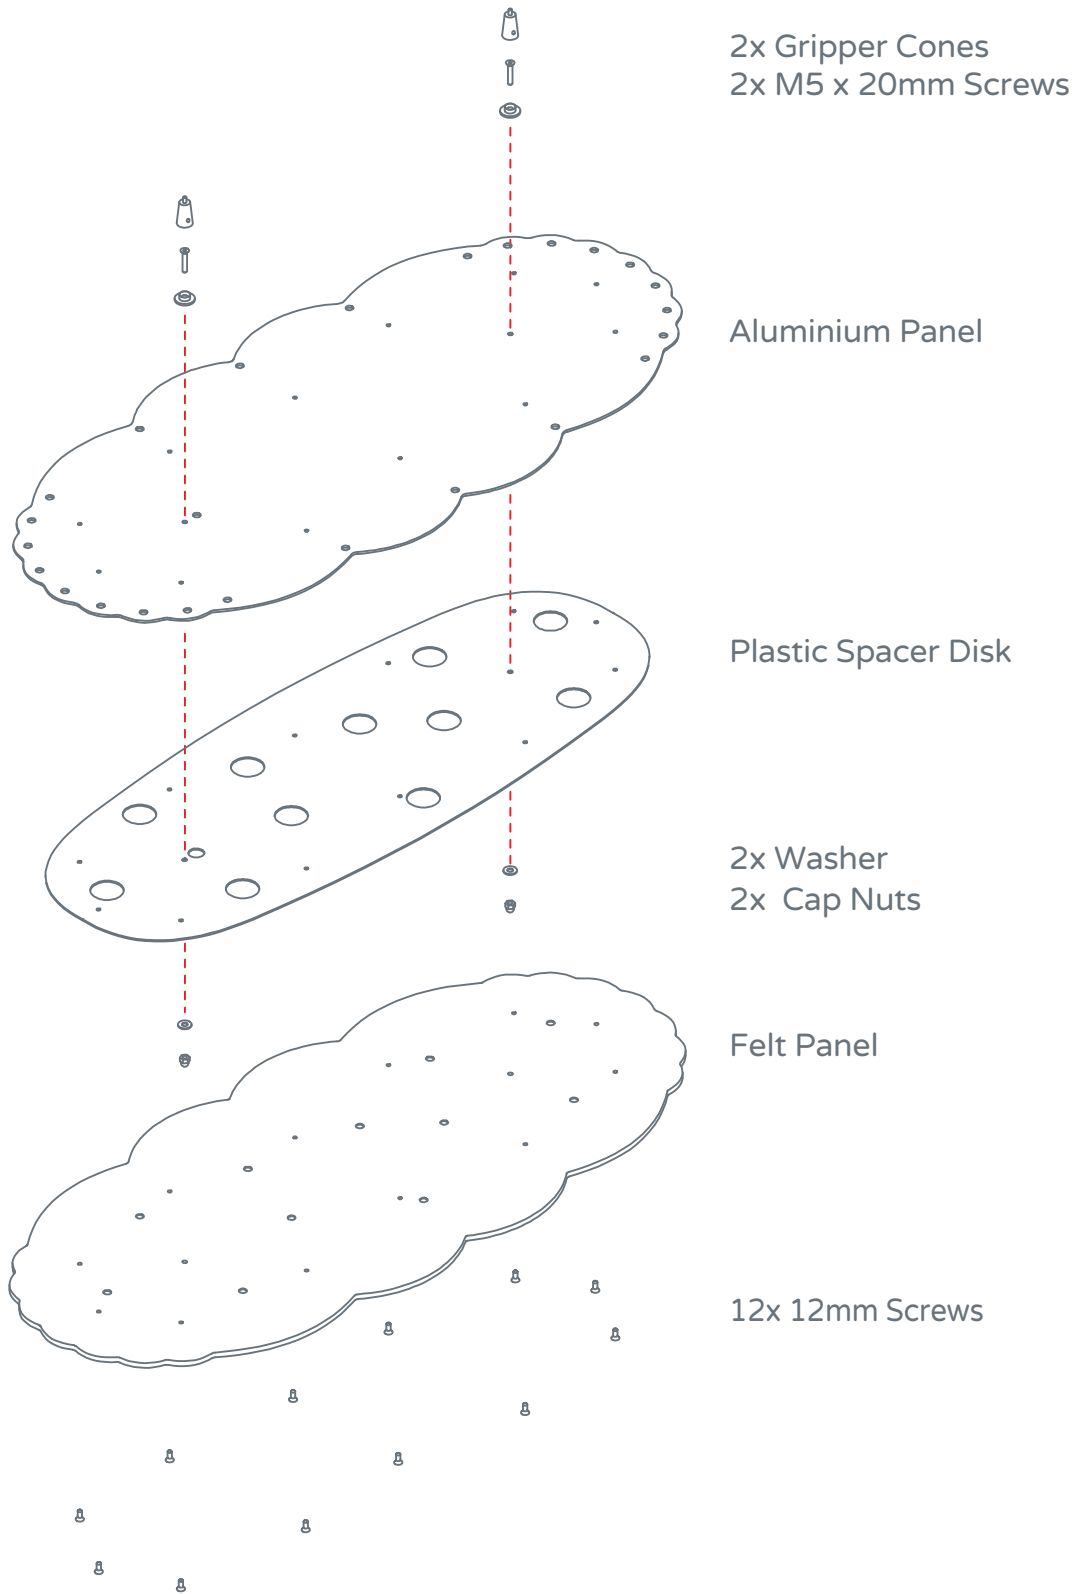 2x Gripper Cones
2x M5 x 20mm Screws
Aluminium Panel
Plastic Spacer Disk
2x Washer
2x  Cap Nuts
Felt Panel
12x 12mm Screws